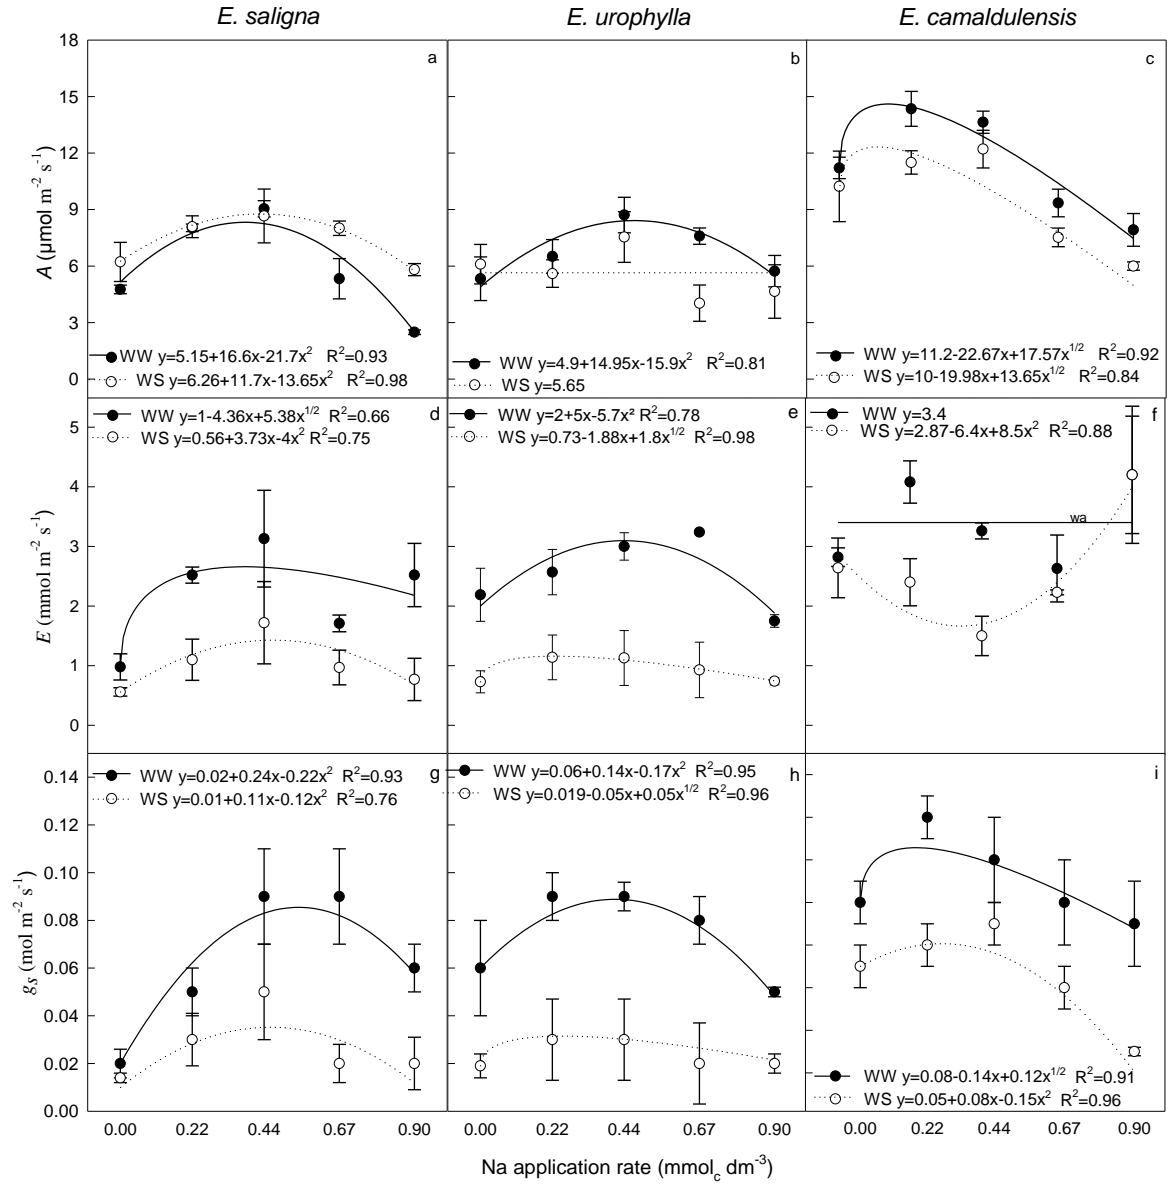 E. saligna
E. urophylla
E. camaldulensis
18
15
12
9
6
3
0
A (μmol m⁻² s⁻¹)
a
WW y=5.15+16.6x-21.7x² R²=0.93
WS y=6.26+11.7x-13.65x² R²=0.98
b
WW y=4.9+14.95x-15.9x² R²=0.81
WS y=5.65
c
WW y=11.2-22.67x+17.57x^1/2 R²=0.92
WS y=10-19.98x+13.65x^1/2 R²=0.84
5
4
3
2
1
0
E (mmol m⁻² s⁻¹)
WW y=1-4.36x+5.38x^1/2 R²=0.66
WS y=0.56+3.73x-4x² R²=0.75
d
WW y=2+5x-5.7x² R²=0.78
WS y=0.73-1.88x+1.8x^1/2 R²=0.98
e
WW y=3.4
WS y=2.87-6.4x+8.5x² R²=0.88
f
wa
0.14
0.12
0.10
0.08
0.06
0.04
0.02
0.00
gs (mol m⁻² s⁻¹)
WW y=0.02+0.24x-0.22x² R²=0.93
WS y=0.01+0.11x-0.12x² R²=0.76
g
WW y=0.06+0.14x-0.17x² R²=0.95
WS y=0.019-0.05x+0.05x^1/2 R²=0.96
h
i
WW y=0.08-0.14x+0.12x^1/2 R²=0.91
WS y=0.05+0.08x-0.15x² R²=0.96
0.00 0.22 0.44 0.67 0.90
0.00 0.22 0.44 0.67 0.90
0.00 0.22 0.44 0.67 0.90
Na application rate (mmolc dm⁻³)